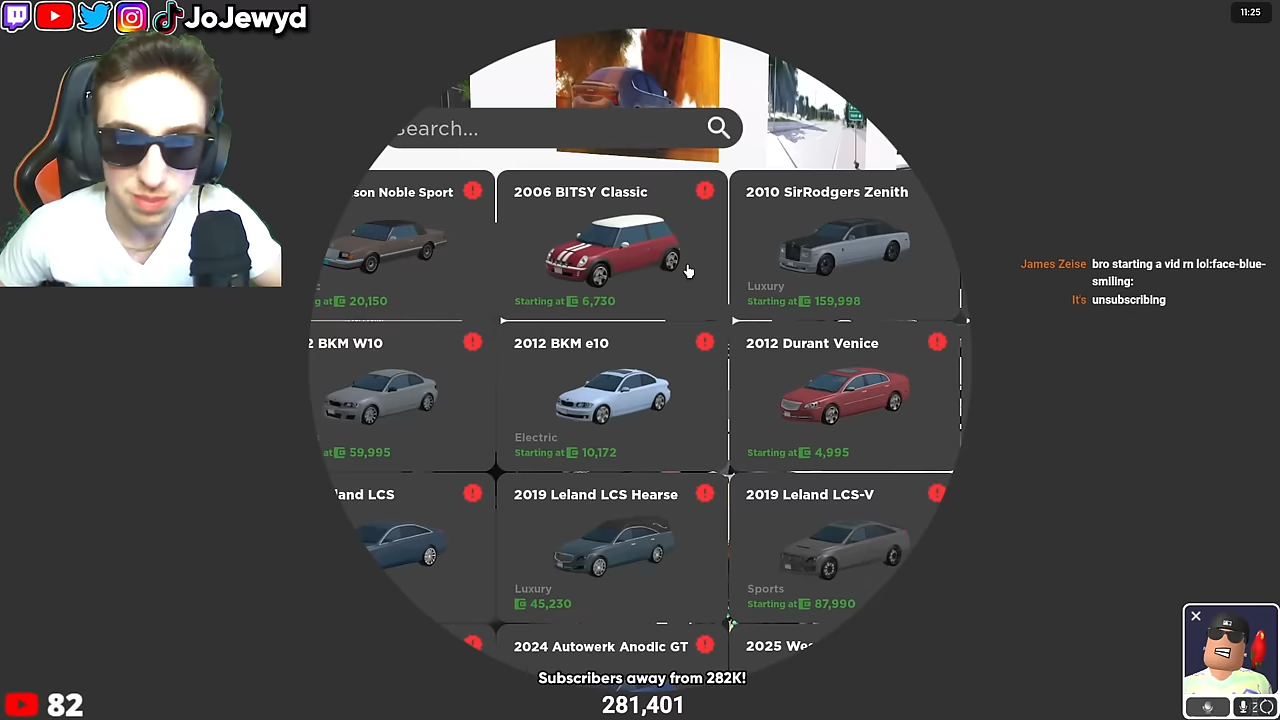 JoJewyd
11:25
Search...
son Noble Sport
g at 20,150
2006 BITSY Classic
Starting at 6,730
2010 SirRodgers Zenith
Luxury
Starting at 159,998
BKM W10
at 59,995
2012 BKM e10
Electric
Starting at 10,172
2012 Durant Venice
Starting at 4,995
land LCS
2019 Leland LCS Hearse
Luxury
45,230
2019 Leland LCS-V
Sports
Starting at 87,990
2024 Autowerk Anodic GT
2025 Wes
James Zeise bro starting a vid rn lol:face-blue-
smiling:
It's unsubscribing
Subscribers away from 282K!
281,401
82